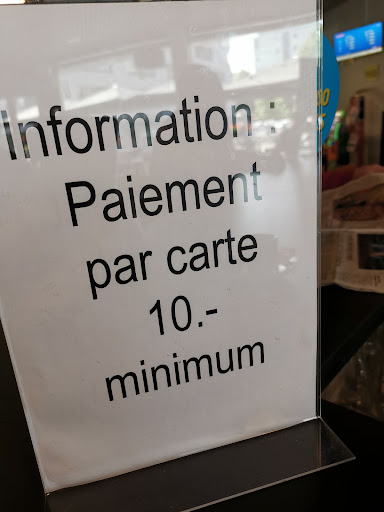 Information :
Paiement
par carte
10.-
minimum